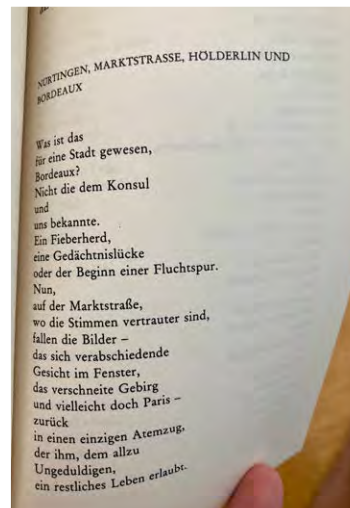 NÜRTINGEN, MARKTSTRASSE, HÖLDERLIN UND
BORDEAUX
Was ist das
für eine Stadt gewesen,
Bordeaux?
Nicht die dem Konsul
und
uns bekannte.
Ein Fieberherd,
eine Gedächtnislücke
oder der Beginn einer Fluchtspur.
Nun,
auf der Marktstraße,
wo die Stimmen vertrauter sind,
fallen die Bilder –
das sich verabschiedende
Gesicht im Fenster,
das verschneite Gebirg
und vielleicht doch Paris –
zurück
in einen einzigen Atemzug,
der ihm, dem allzu
Ungeduldigen,
ein restliches Leben erlaubt.